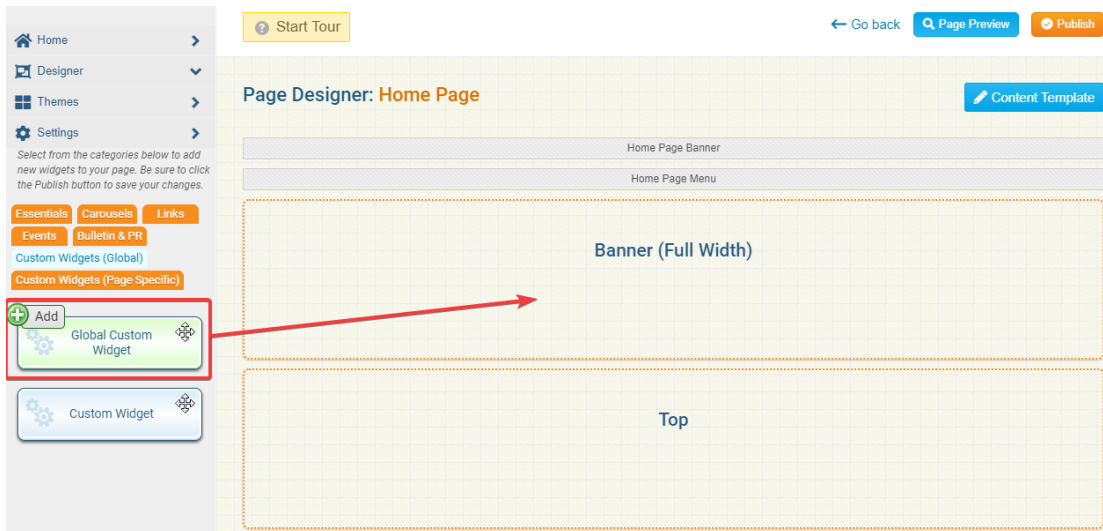 Start Tour
Go back
Page Preview
Publish
Home
Designer
Themes
Settings
Select from the categories below to add
new widgets to your page. Be sure to click
the Publish button to save your changes.
Essentials
Carousels
Links
Events
Bulletin & PR
Custom Widgets (Global)
Custom Widgets (Page Specific)
Add
Global Custom
Widget
Custom Widget
Page Designer: Home Page
Content Template
Home Page Banner
Home Page Menu
Banner (Full Width)
Top